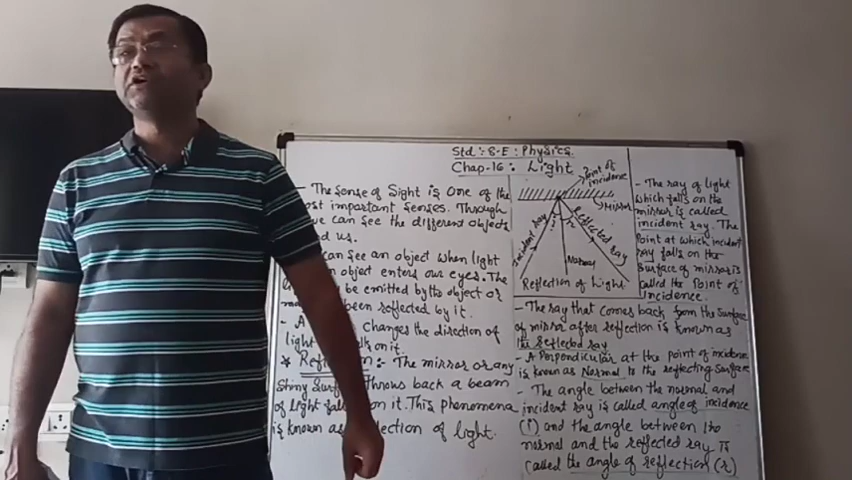 Std :- 8-E : Physics
Chap-16 : Light
- The sense of Sight is one of the
most important senses. Through
we can see the different objects
us.
can see an object when light
object enters our eyes. The
be emitted by the object or
been reflected by it.
- A changes the direction of
light on it.
* Reflection :- The mirror or any
Shiny Surface Throws back a beam
of light falls on it. This phenomena
is known as reflection of light.
Point of
incidence
Mirror
Incident Ray
i
r
Reflected ray
Normal
Reflection of Light
- The ray of light
which falls on the
mirror is called
incident ray. The
Point at which incident
ray falls on the
Surface of mirror is
called the Point of
incidence.
- The ray that comes back from the Surface
of mirror after reflection is known as
the reflected ray
- A Perpendicular at the point of incidence
is known Normal to the reflecting Surface
- The angle between the normal and
incident ray is called angle of incidence
(i) and the angle between the
normal and the reflected ray is
called the angle of reflection (r)